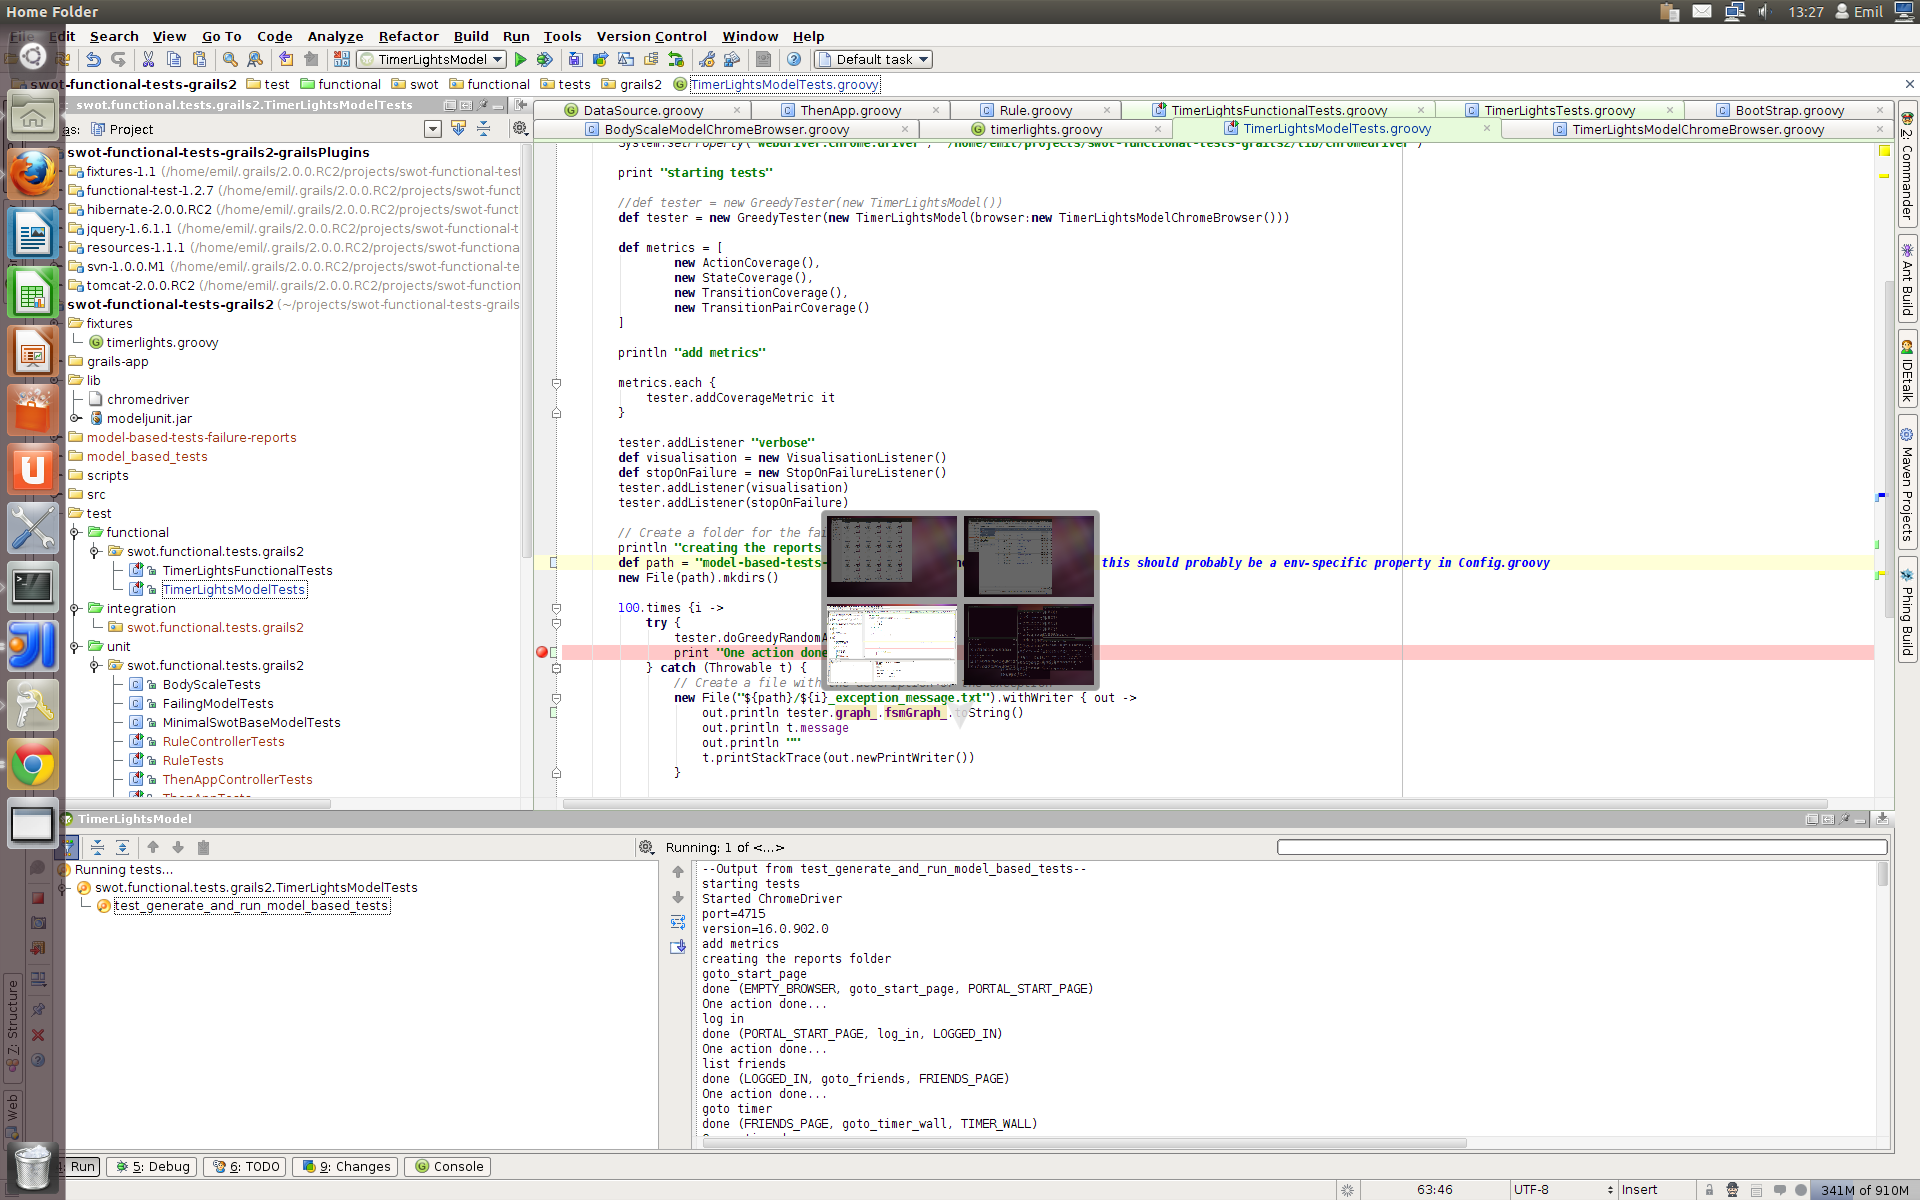 Home Folder
13:27
Emil
Edit Search View Go To Code Analyze Refactor Build Run Tools Version Control Window Help
TimerLightsModel
Default task
swot-functional-tests-grails2 test functional swot functional tests grails2 TimerLightsModelTests.groovy
swot.functional.tests.grails2.TimerLightsModelTests
as: Project
DataSource.groovy ThenApp.groovy Rule.groovy TimerLightsFunctionalTests.groovy TimerLightsTests.groovy BootStrap.groovy
BodyScaleModelChromeBrowser.groovy timerlights.groovy TimerLightsModelTests.groovy TimerLightsModelChromeBrowser.groovy
swot-functional-tests-grails2-grailsPlugins
fixtures-1.1 (/home/emil/.grails/2.0.0.RC2/projects/swot-functional-test
functional-test-1.2.7 (/home/emil/.grails/2.0.0.RC2/projects/swot-funct
hibernate-2.0.0.RC2 (/home/emil/.grails/2.0.0.RC2/projects/swot-funct
jquery-1.6.1.1 (/home/emil/.grails/2.0.0.RC2/projects/swot-functional-t
resources-1.1.1 (/home/emil/.grails/2.0.0.RC2/projects/swot-functiona
svn-1.0.0.M1 (/home/emil/.grails/2.0.0.RC2/projects/swot-functional-te
tomcat-2.0.0.RC2 (/home/emil/.grails/2.0.0.RC2/projects/swot-function
swot-functional-tests-grails2 (~/projects/swot-functional-tests-grails
fixtures
timerlights.groovy
grails-app
lib
chromedriver
modeljunit.jar
model-based-tests-failure-reports
model_based_tests
scripts
src
test
functional
swot.functional.tests.grails2
TimerLightsFunctionalTests
TimerLightsModelTests
integration
swot.functional.tests.grails2
unit
swot.functional.tests.grails2
BodyScaleTests
FailingModelTests
MinimalSwotBaseModelTests
RuleControllerTests
RuleTests
ThenAppControllerTests
ThenAppTests
System.setProperty("webdriver.chrome.driver", "/home/emil/projects/swot-functional-tests-grails2/lib/chromedriver")
print "starting tests"
//def tester = new GreedyTester(new TimerLightsModel())
def tester = new GreedyTester(new TimerLightsModel(browser:new TimerLightsModelChromeBrowser()))
def metrics = [
new ActionCoverage(),
new StateCoverage(),
new TransitionCoverage(),
new TransitionPairCoverage()
]
println "add metrics"
metrics.each {
tester.addCoverageMetric it
}
tester.addListener "verbose"
def visualisation = new VisualisationListener()
def stopOnFailure = new StopOnFailureListener()
tester.addListener(visualisation)
tester.addListener(stopOnFailure)
// Create a folder for the fai
println "creating the reports
def path = "model-based-tests- this should probably be a env-specific property in Config.groovy
new File(path).mkdirs()
100.times {i ->
try {
tester.doGreedyRandomA
print "One action done
} catch (Throwable t) {
// Create a file with
new File("${path}/${i}_exception_message.txt").withWriter { out ->
out.println tester.graph_.fsmGraph_.toString()
out.println t.message
out.println ""
t.printStackTrace(out.newPrintWriter())
}
2: Commander
Ant Build
IDEtalk
Maven Projects
Phing Build
TimerLightsModel
Running: 1 of <...>
Running tests...
swot.functional.tests.grails2.TimerLightsModelTests
test_generate_and_run_model_based_tests
--Output from test_generate_and_run_model_based_tests--
starting tests
Started ChromeDriver
port=4715
version=16.0.902.0
add metrics
creating the reports folder
goto_start_page
done (EMPTY_BROWSER, goto_start_page, PORTAL_START_PAGE)
One action done...
log in
done (PORTAL_START_PAGE, log_in, LOGGED_IN)
One action done...
list friends
done (LOGGED_IN, goto_friends, FRIENDS_PAGE)
One action done...
goto timer
done (FRIENDS_PAGE, goto_timer_wall, TIMER_WALL)
Z: Structure
Web
Run 5: Debug 6: TODO 9: Changes Console
63:46 UTF-8 Insert 341M of 910M